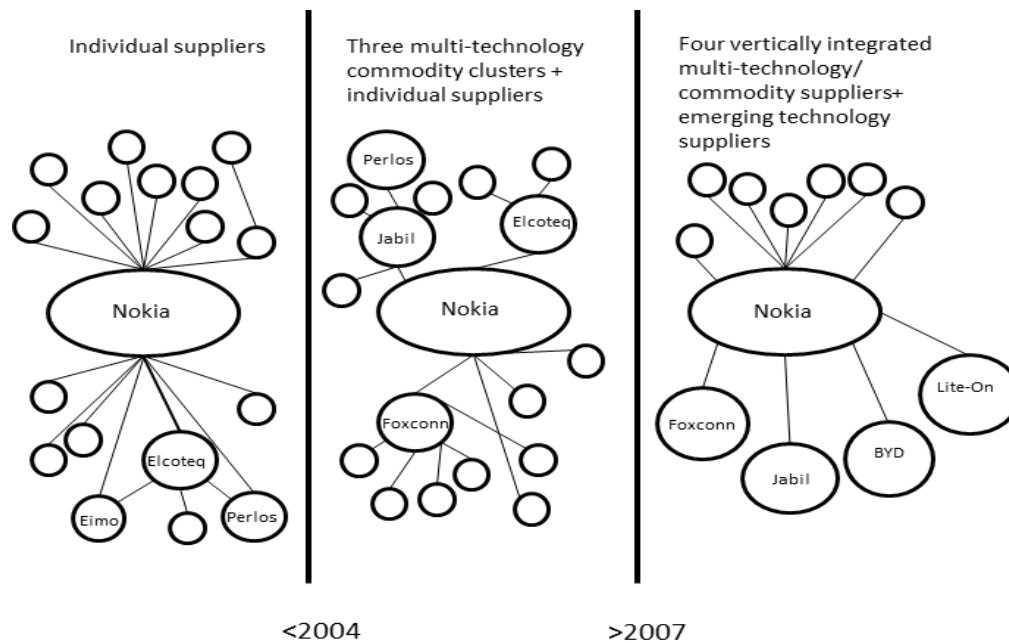 Individual suppliers
Nokia
Elcoteq
Eimo
Perlos
Three multi-technology
commodity clusters +
individual suppliers
Perlos
Elcoteq
Jabil
Nokia
Foxconn
Four vertically integrated
multi-technology/
commodity suppliers+
emerging technology
suppliers
Nokia
Lite-On
Foxconn
BYD
Jabil
<2004
>2007